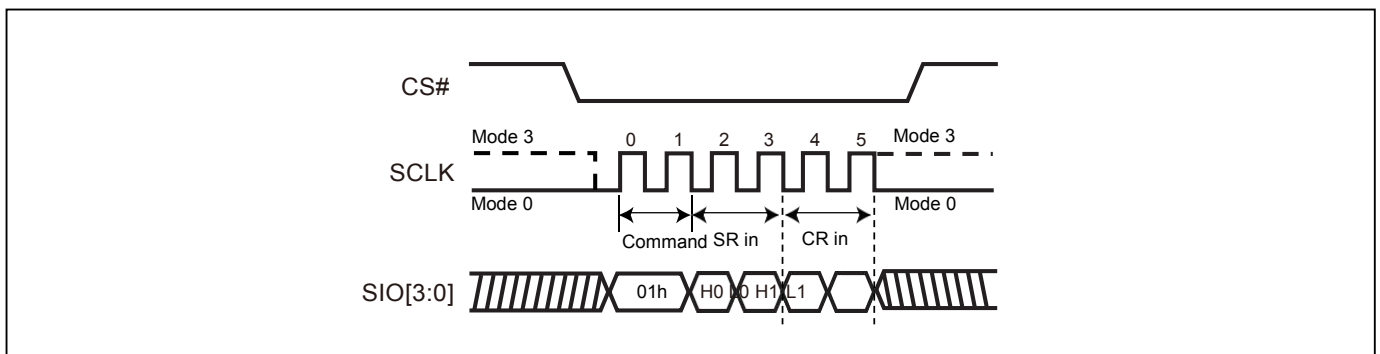 CS#
Mode 3 0 1 2 3 4 5 Mode 3
SCLK
Mode 0 Mode 0
Command SR in CR in
SIO[3:0] 01h H0 L0 H1 L1